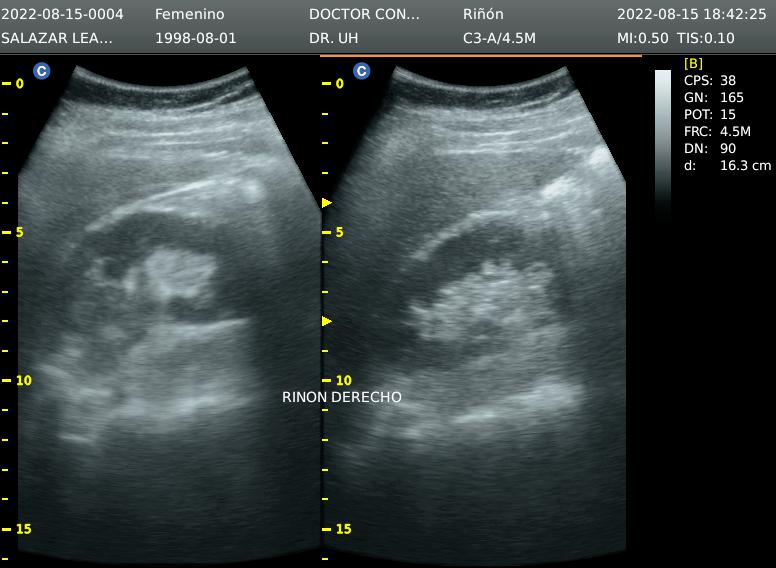 2022-08-15-0004 Femenino DOCTOR CON... Riñón 2022-08-15 18:42:25
SALAZAR LEA... 1998-08-01 DR. UH C3-A/4.5M MI:0.50 TIS:0.10
C C
[B]
CPS: 38
GN: 165
POT: 15
FRC: 4.5M
DN: 90
d: 16.3 cm
0 0
5 5
10 10
RINON DERECHO
15 15